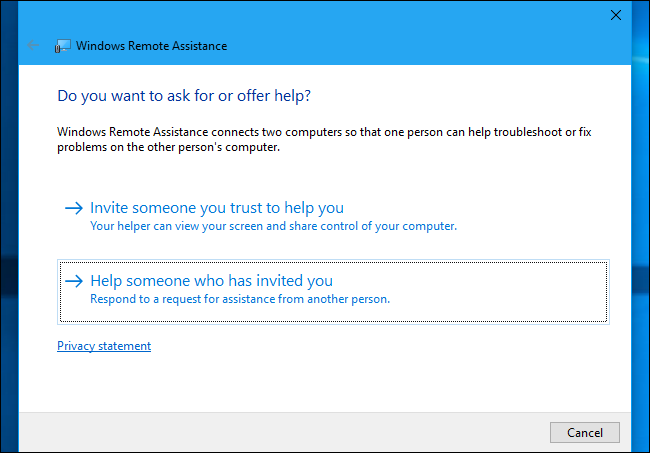 Windows Remote Assistance
Do you want to ask for or offer help?
Windows Remote Assistance connects two computers so that one person can help troubleshoot or fix
problems on the other person's computer.
Invite someone you trust to help you
Your helper can view your screen and share control of your computer.
Help someone who has invited you
Respond to a request for assistance from another person.
Privacy statement
Cancel